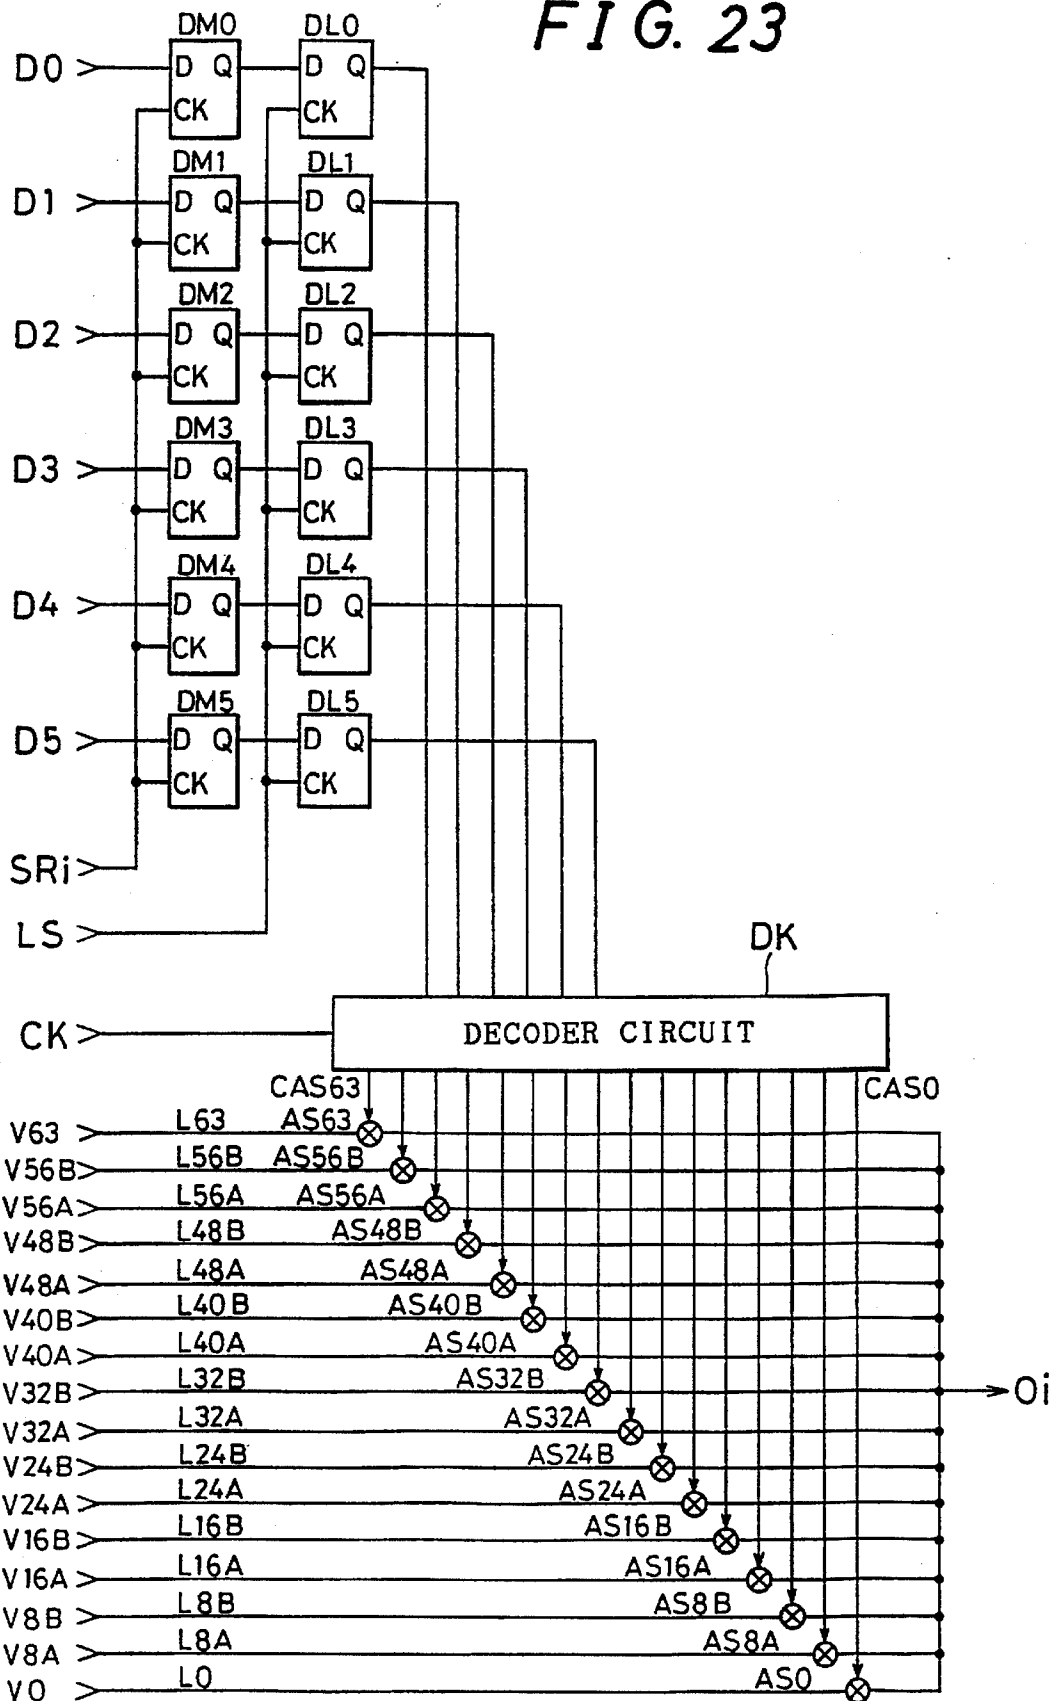 FIG. 23
DM0 DL0
D0 D Q D Q
CK CK
DM1 DL1
D1 D Q D Q
CK CK
DM2 DL2
D2 D Q D Q
CK CK
DM3 DL3
D3 D Q D Q
CK CK
DM4 DL4
D4 D Q D Q
CK CK
DM5 DL5
D5 D Q D Q
CK CK
SRi
LS
DK
CK DECODER CIRCUIT
CAS63 CAS0
V63 L63 AS63
V56B L56B AS56B
V56A L56A AS56A
V48B L48B AS48B
V48A L48A AS48A
V40B L40B AS40B
V40A L40A AS40A
V32B L32B AS32B
Oi
V32A L32A AS32A
V24B L24B AS24B
V24A L24A AS24A
V16B L16B AS16B
V16A L16A AS16A
V8B L8B AS8B
V8A L8A AS8A
V0 L0 AS0